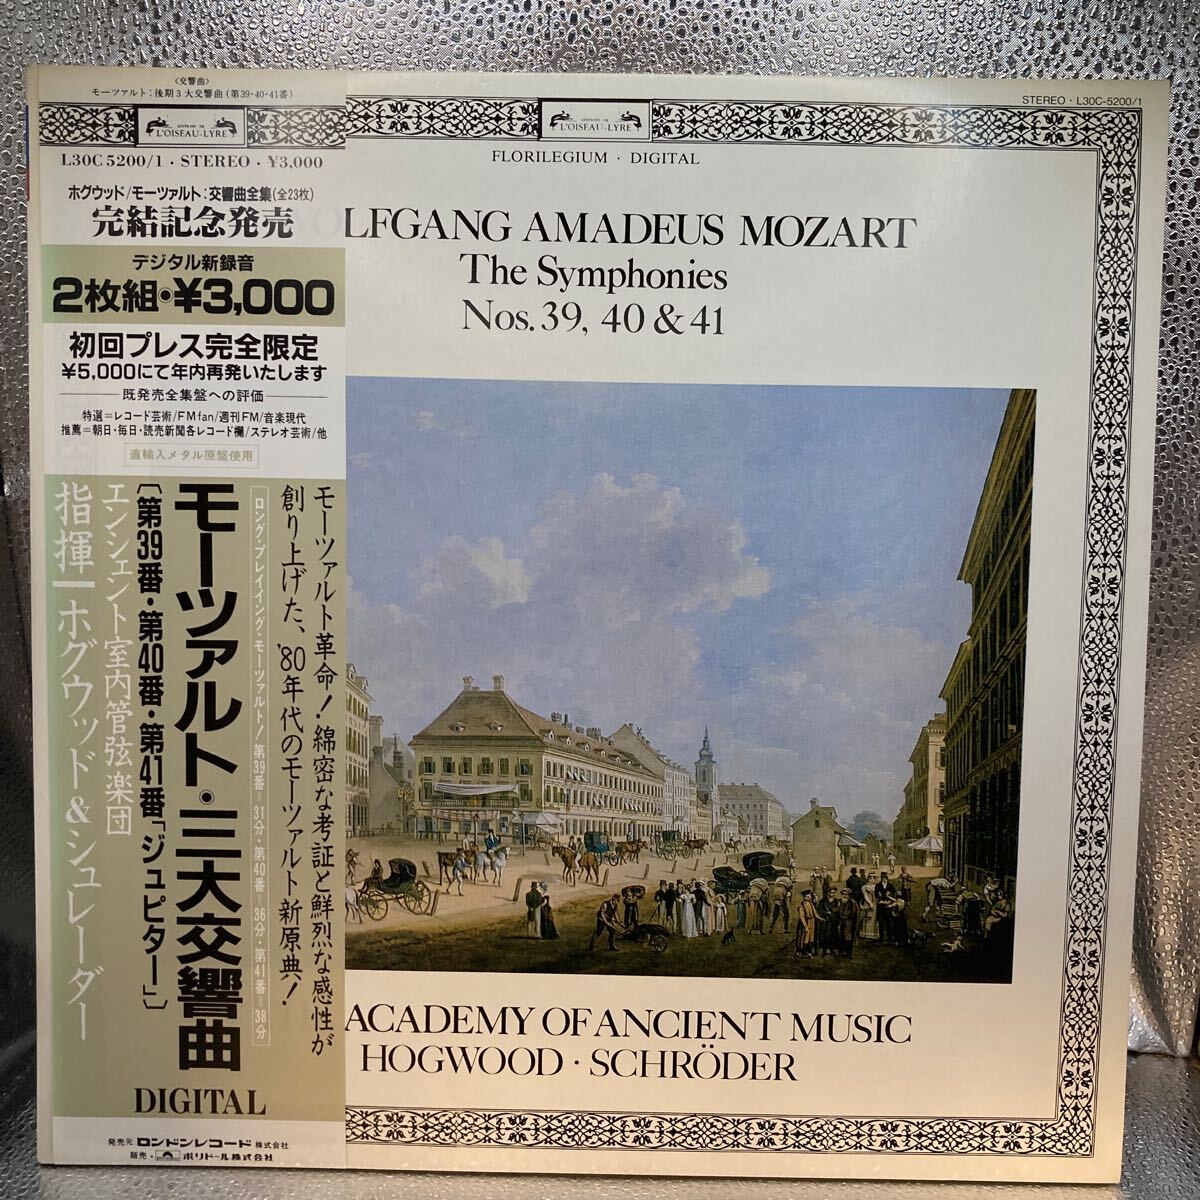 〈交響曲〉
モーツァルト:後期3大交響曲(第39・40・41番)
L'OISEAU-LYRE
L30C 5200/1・STEREO・¥3,000
ホグウッド/モーツァルト:交響曲全集(全23枚)
完結記念発売
デジタル新録音
2枚組・¥3,000
初回プレス完全限定
¥5,000にて年内再発いたします
既発売全集盤への評価
特選=レコード芸術/FMfan/週刊FM/音楽現代
推薦=朝日・毎日・読売新聞各レコード欄/ステレオ芸術/他
直輸入メタル原盤使用
モーツァルト革命!綿密な考証と鮮烈な感性が
創り上げた、'80年代のモーツァルト新原典!
ロング・プレイイング・モーツァルト!第39番=31分・第40番=36分・第41番=38分
モーツァルト・三大交響曲
〔第39番・第40番・第41番「ジュピター」〕
エンシェント室内管弦楽団
指揮―ホグウッド&シュレーダー
DIGITAL
発売元 ロンドンレコード 株式会社
販売・ポリドール株式会社
STEREO・L30C-5200/1
L'OISEAU-LYRE
FLORILEGIUM · DIGITAL
OLFGANG AMADEUS MOZART
The Symphonies
Nos. 39, 40 & 41
ACADEMY OF ANCIENT MUSIC
HOGWOOD · SCHRÖDER